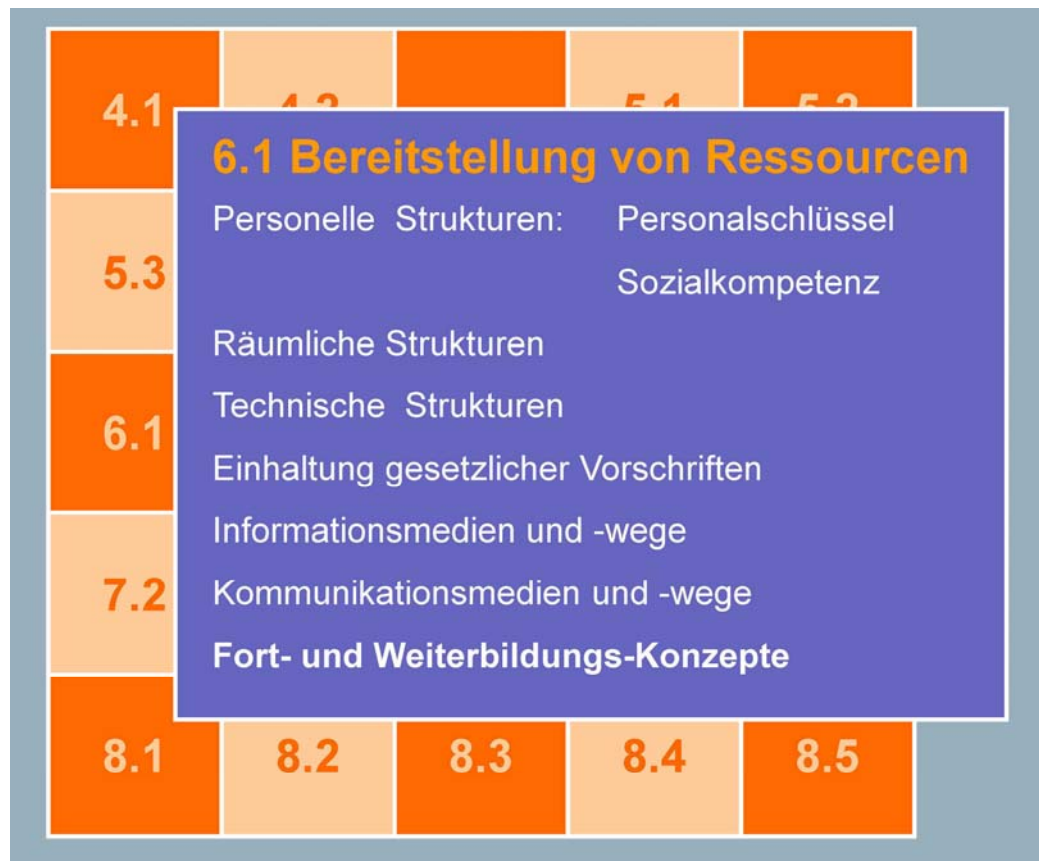 4.1
6.1 Bereitstellung von Ressourcen
Personelle Strukturen: Personalschlüssel
Sozialkompetenz
5.3
Räumliche Strukturen
Technische Strukturen
6.1
Einhaltung gesetzlicher Vorschriften
Informationsmedien und -wege
7.2
Kommunikationsmedien und -wege
Fort- und Weiterbildungs-Konzepte
8.1 8.2 8.3 8.4 8.5